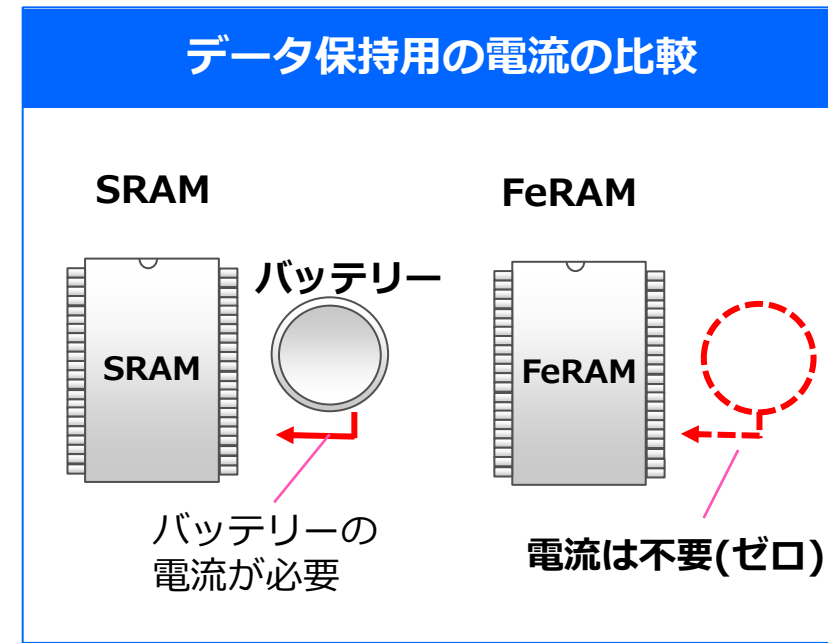 データ保持用の電流の比較
SRAM
FeRAM
バッテリー
SRAM
FeRAM
バッテリーの
電流が必要
電流は不要(ゼロ)